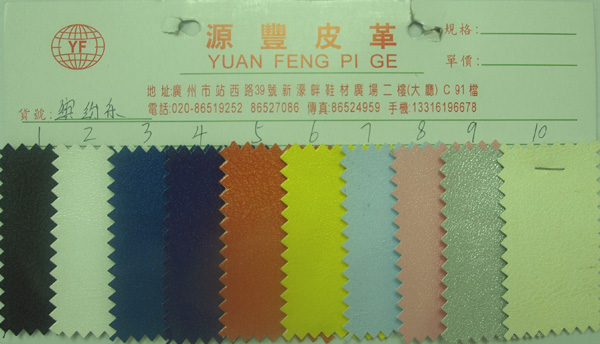 YF
源豐皮革
YUAN FENG PI GE
規格:
單價:
地址:廣州市站西路39號新濠畔鞋材廣場二樓(大廳)C 91檔
電話:020-86519252 86527086 傳真:86524959 手機:13316196678
貨號:
1 2 3 4 5 6 7 8 9 10